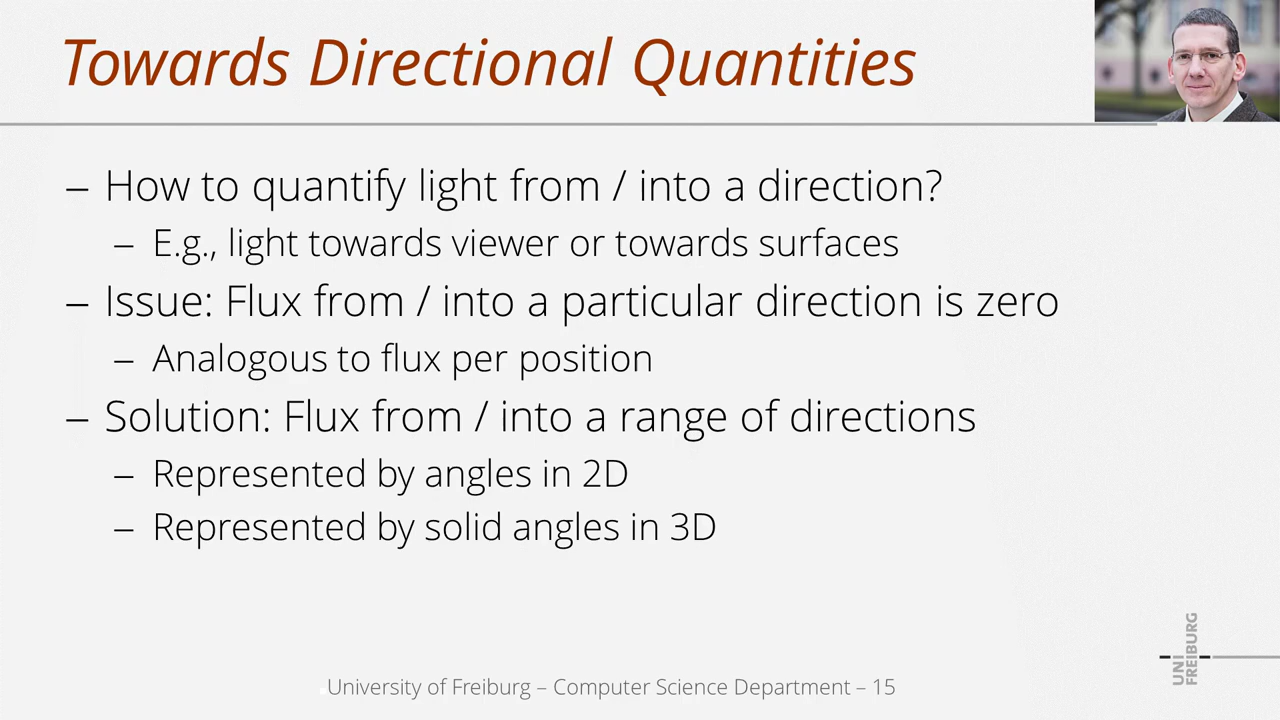 Towards Directional Quantities
– How to quantify light from / into a direction?
– E.g., light towards viewer or towards surfaces
– Issue: Flux from / into a particular direction is zero
– Analogous to flux per position
– Solution: Flux from / into a range of directions
– Represented by angles in 2D
– Represented by solid angles in 3D
University of Freiburg – Computer Science Department – 15
UNI
FREIBURG